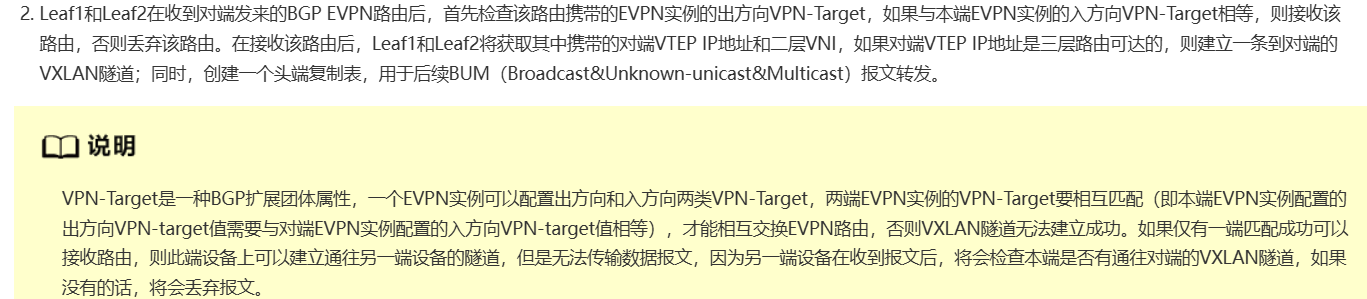 2. Leaf1和Leaf2在收到对端发来的BGP EVPN路由后，首先检查该路由携带的EVPN实例的出方向VPN-Target，如果与本端EVPN实例的入方向VPN-Target相等，则接收该
路由，否则丢弃该路由。在接收该路由后，Leaf1和Leaf2将获取其中携带的对端VTEP IP地址和二层VNI，如果对端VTEP IP地址是三层路由可达的，则建立一条到对端的
VXLAN隧道；同时，创建一个头端复制表，用于后续BUM（Broadcast&Unknown-unicast&Multicast）报文转发。
说明
VPN-Target是一种BGP扩展团体属性，一个EVPN实例可以配置出方向和入方向两类VPN-Target，两端EVPN实例的VPN-Target要相互匹配（即本端EVPN实例配置的
出方向VPN-target值需要与对端EVPN实例配置的入方向VPN-target值相等），才能相互交换EVPN路由，否则VXLAN隧道无法建立成功。如果仅有一端匹配成功可以
接收路由，则此端设备上可以建立通往另一端设备的隧道，但是无法传输数据报文，因为另一端设备在收到报文后，将会检查本端是否有通往对端的VXLAN隧道，如果
没有的话，将会丢弃报文。